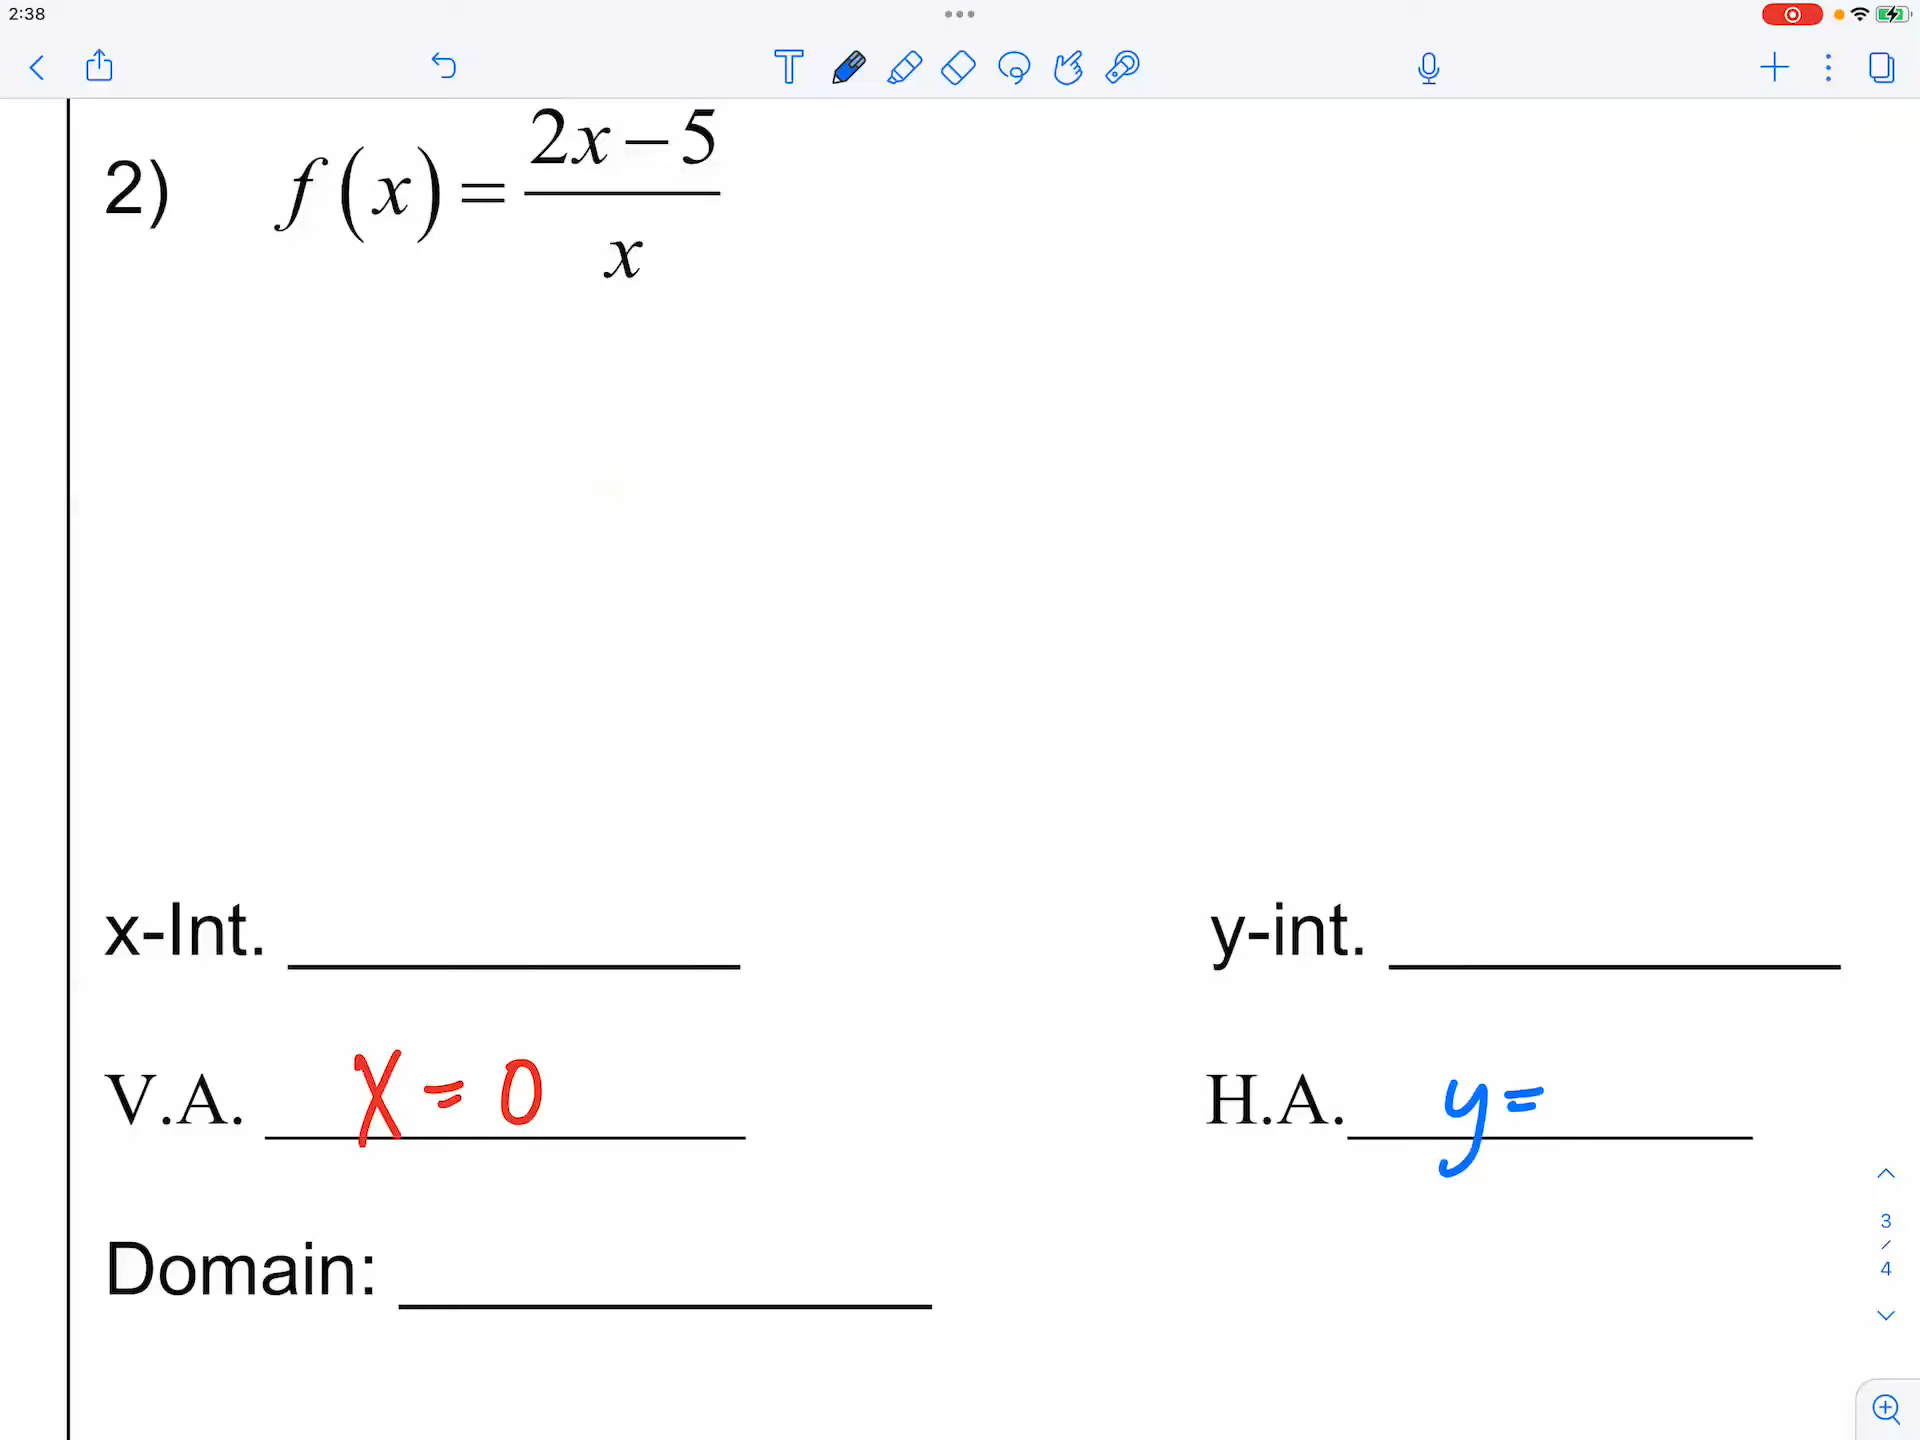 2:38
2) f(x) = (2x − 5)/x
x-Int. y-int.
V.A. x = 0 H.A. y =
Domain:
3
/
4